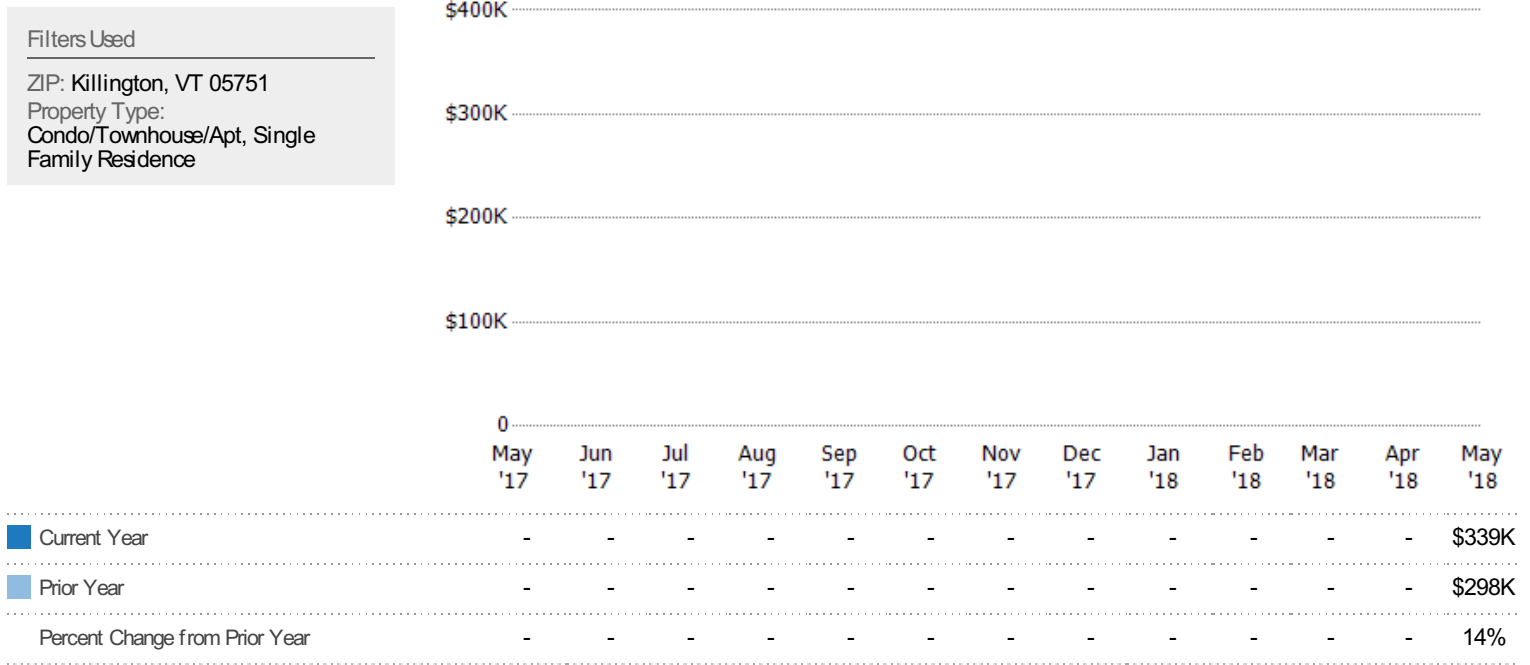 Filters Used
ZIP: Killington, VT 05751
Property Type:
Condo/Townhouse/Apt, Single
Family Residence
$400K
$300K
$200K
$100K
0
May Jun Jul Aug Sep Oct Nov Dec Jan Feb Mar Apr May
'17 '17 '17 '17 '17 '17 '17 '17 '18 '18 '18 '18 '18
Current Year - - - - - - - - - - - - $339K
Prior Year - - - - - - - - - - - - $298K
Percent Change from Prior Year - - - - - - - - - - - - 14%